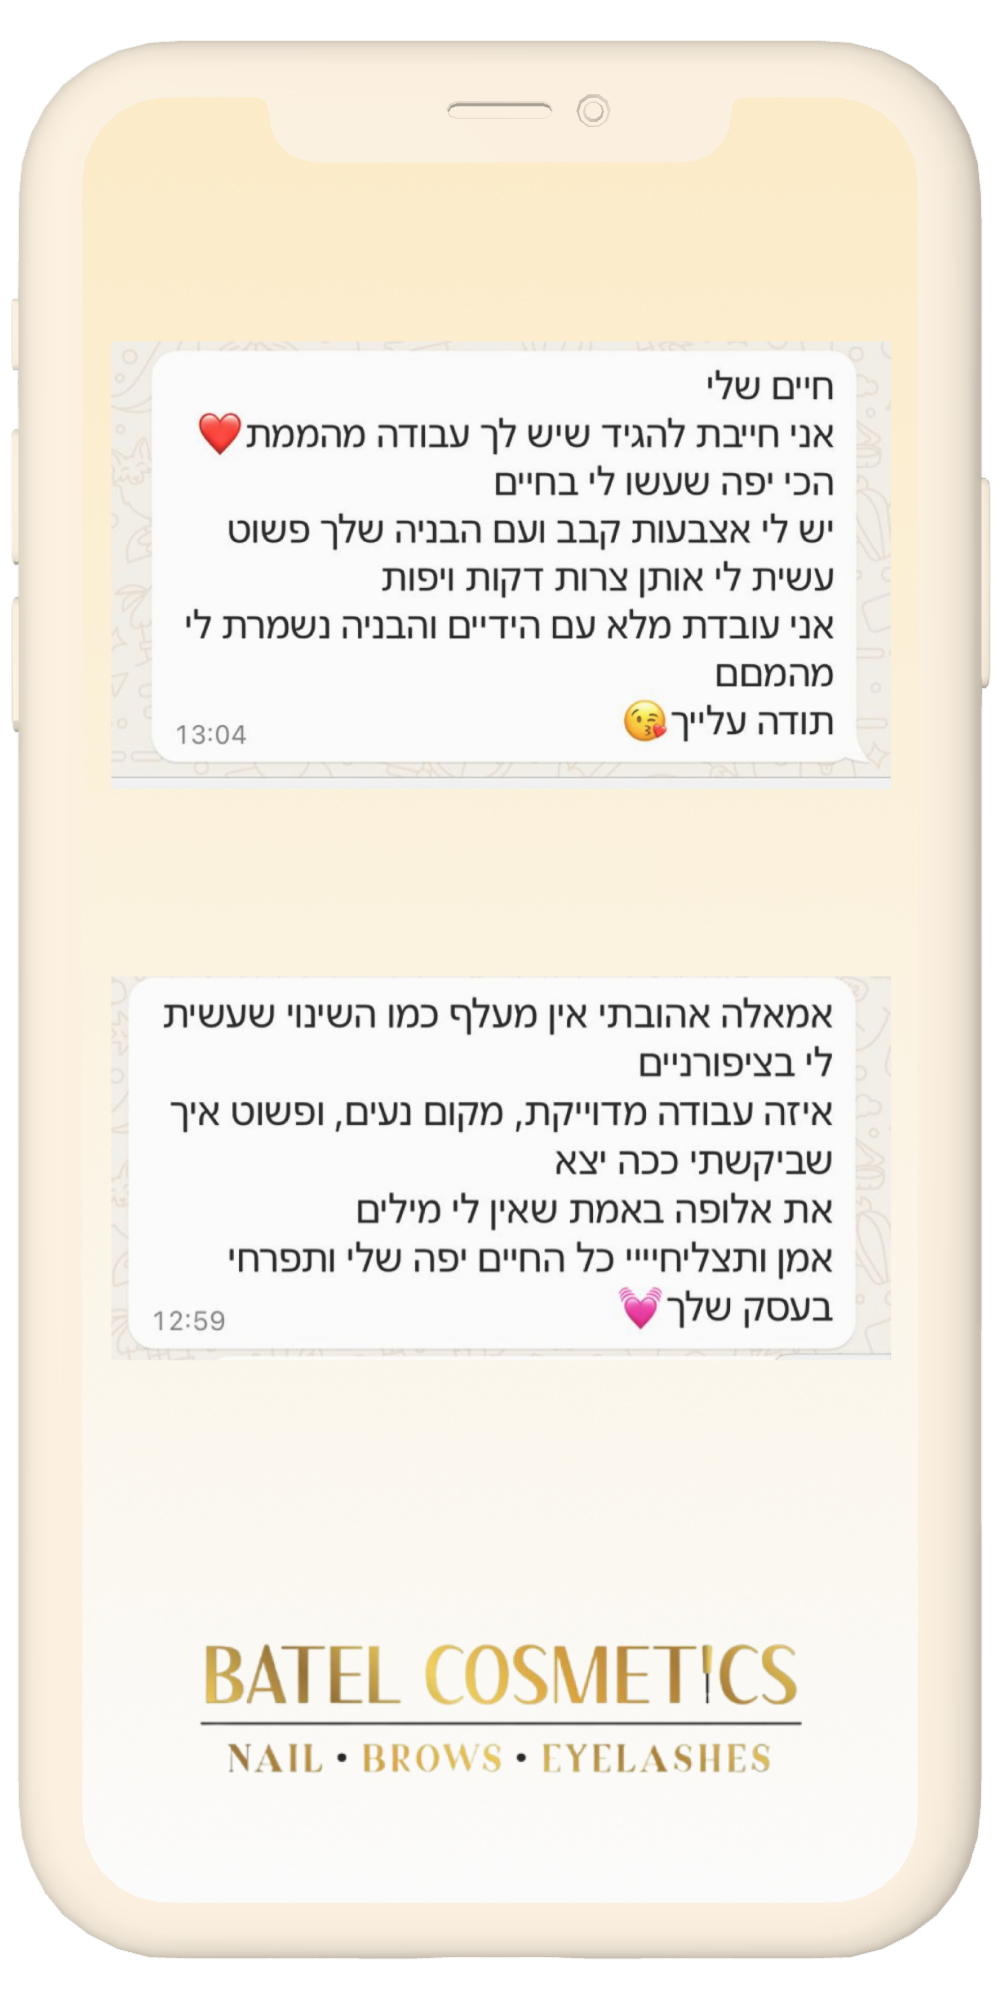 חיים שלי
אני חייבת להגיד שיש לך עבודה מהממת❤️
הכי יפה שעשו לי בחיים
יש לי אצבעות קבב ועם הבניה שלך פשוט
עשית לי אותן צרות דקות ויפות
אני עובדת מלא עם הידיים והבניה נשמרת לי
מהמםם
תודה עלייך😘
13:04
אמאלה אהובתי אין מעלף כמו השינוי שעשית
לי בציפורניים
איזה עבודה מדוייקת, מקום נעים, ופשוט איך
שביקשתי ככה יצא
את אלופה באמת שאין לי מילים
אמן ותצליחיייי כל החיים יפה שלי ותפרחי
בעסק שלך💓
12:59
BATEL COSMETICS
NAIL • BROWS • EYELASHES